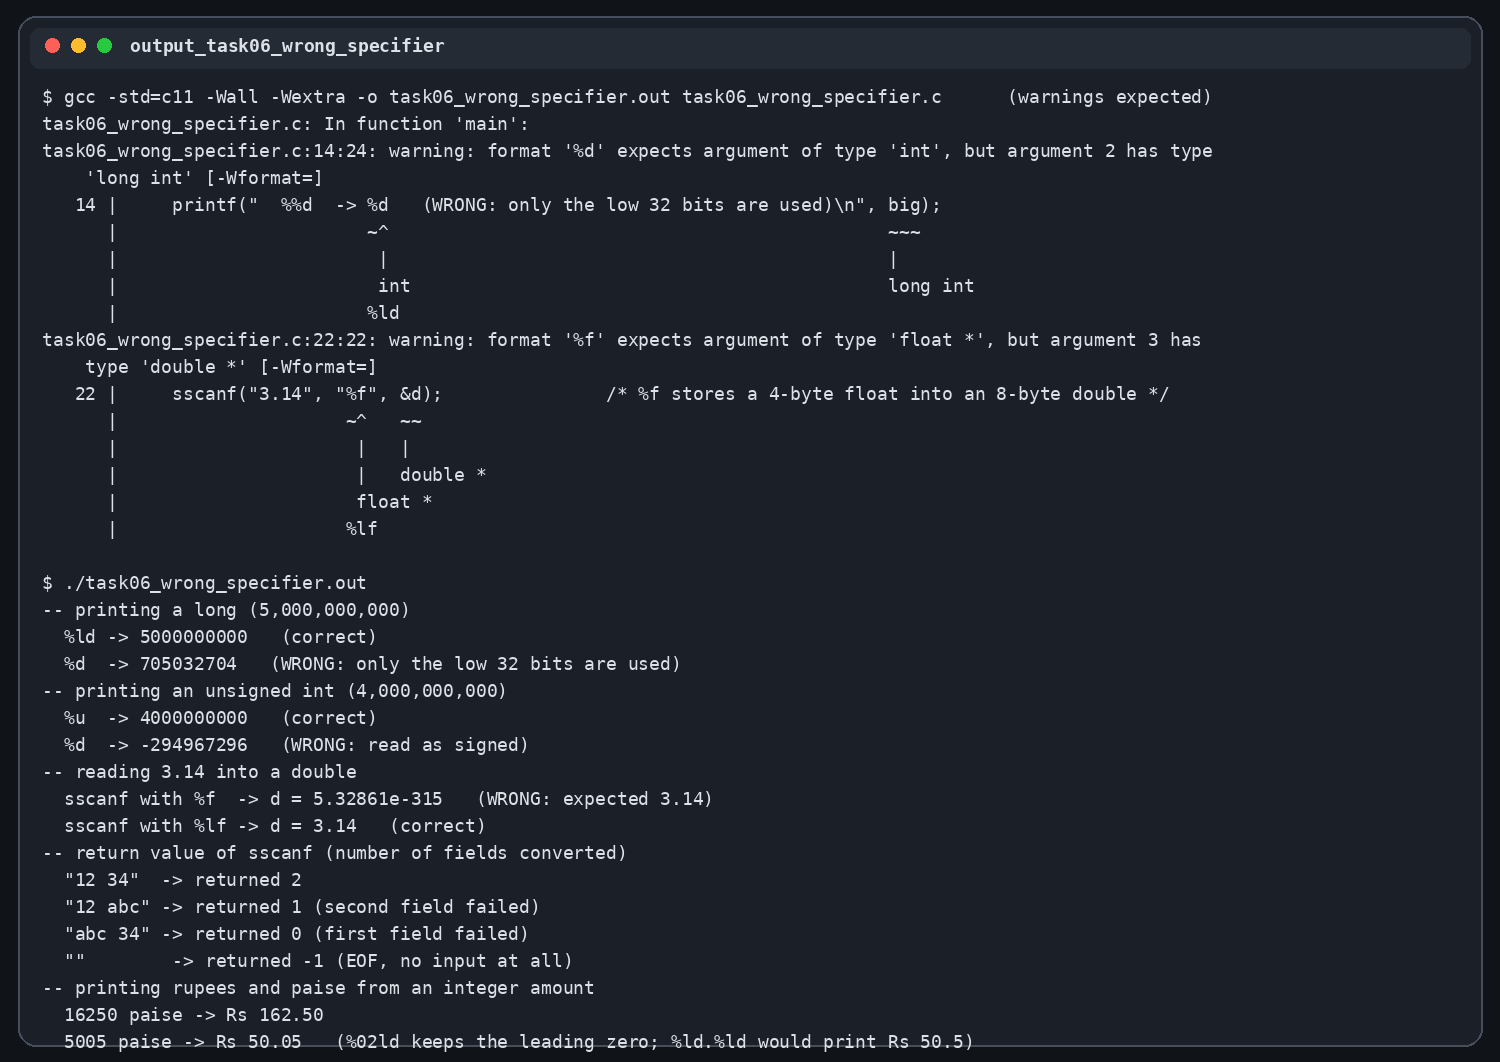 output_task06_wrong_specifier
$ gcc -std=c11 -Wall -Wextra -o task06_wrong_specifier.out task06_wrong_specifier.c      (warnings expected)
task06_wrong_specifier.c: In function 'main':
task06_wrong_specifier.c:14:24: warning: format '%d' expects argument of type 'int', but argument 2 has type
    'long int' [-Wformat=]
   14 |     printf("  %%d  -> %d   (WRONG: only the low 32 bits are used)\n", big);
      |                       ~^                                              ~~~
      |                        |                                              |
      |                        int                                            long int
      |                       %ld
task06_wrong_specifier.c:22:22: warning: format '%f' expects argument of type 'float *', but argument 3 has
    type 'double *' [-Wformat=]
   22 |     sscanf("3.14", "%f", &d);               /* %f stores a 4-byte float into an 8-byte double */
      |                     ~^   ~~
      |                      |   |
      |                      |   double *
      |                      float *
      |                     %lf
$ ./task06_wrong_specifier.out
-- printing a long (5,000,000,000)
  %ld -> 5000000000   (correct)
  %d  -> 705032704   (WRONG: only the low 32 bits are used)
-- printing an unsigned int (4,000,000,000)
  %u  -> 4000000000   (correct)
  %d  -> -294967296   (WRONG: read as signed)
-- reading 3.14 into a double
  sscanf with %f  -> d = 5.32861e-315   (WRONG: expected 3.14)
  sscanf with %lf -> d = 3.14   (correct)
-- return value of sscanf (number of fields converted)
  "12 34"  -> returned 2
  "12 abc" -> returned 1 (second field failed)
  "abc 34" -> returned 0 (first field failed)
  ""        -> returned -1 (EOF, no input at all)
-- printing rupees and paise from an integer amount
  16250 paise -> Rs 162.50
  5005 paise -> Rs 50.05   (%02ld keeps the leading zero; %ld.%ld would print Rs 50.5)